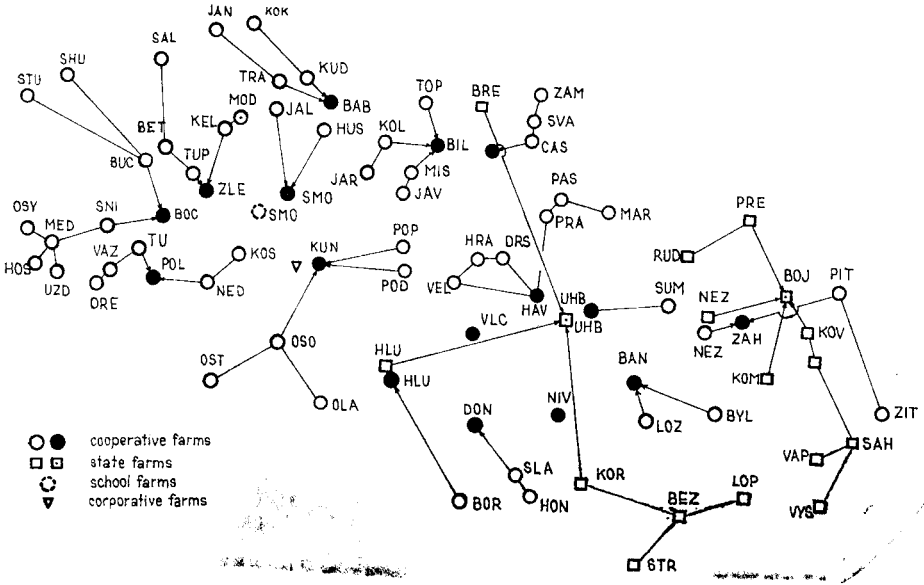 JAN
KOK
SAL
SHU
STU
TRA
KUD
BAB
MOD
KEL
JAL
HUS
TOP
BRE
ZAM
SVA
CAS
BET
TUP
ZLE
KOL
BIL
JAR
MIS
JAV
BUC
SMO
SMO
PAS
PRA
MAR
PRE
OSY
MED
SNI
BOC
HOS
UZD
VAZ
TU
POL
ORE
NED
KOS
KUN
POP
POD
HRA
DRS
VEL
HAV
UHB
UHB
SUM
RUD
BOJ
PIT
NEZ
NEZ
ZAH
KOV
KOM
VLC
OSO
OST
OLA
HLU
HLU
BAN
NIV
DON
LOZ
BYL
ZIT
SLA
HON
BOR
KOR
BEZ
LOP
STR
VAP
SAH
VYS
cooperative farms
state farms
school farms
corporative farms